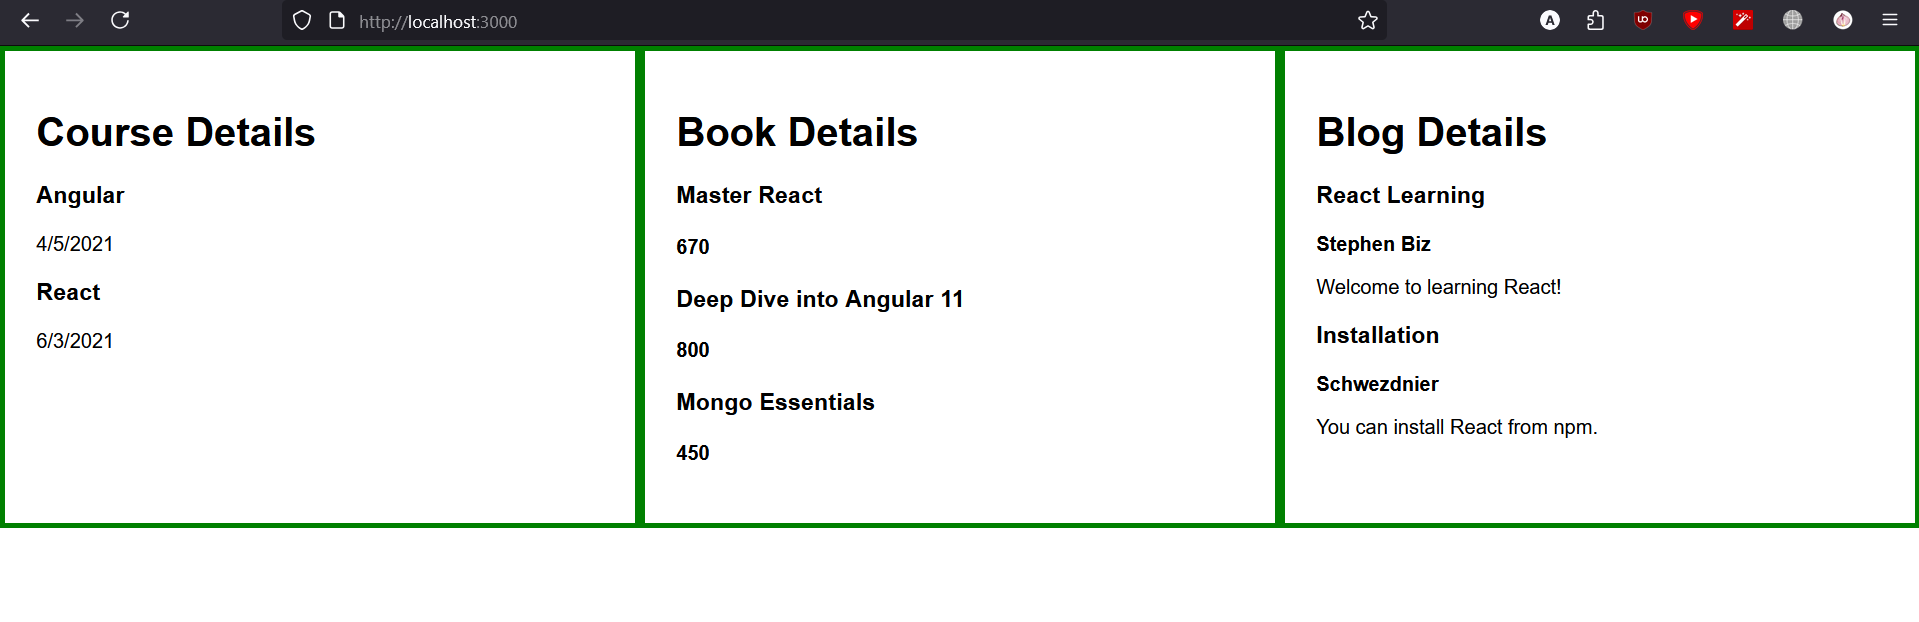 http://localhost:3000
Course Details
Angular
4/5/2021
React
6/3/2021
Book Details
Master React
670
Deep Dive into Angular 11
800
Mongo Essentials
450
Blog Details
React Learning
Stephen Biz
Welcome to learning React!
Installation
Schwezdnier
You can install React from npm.